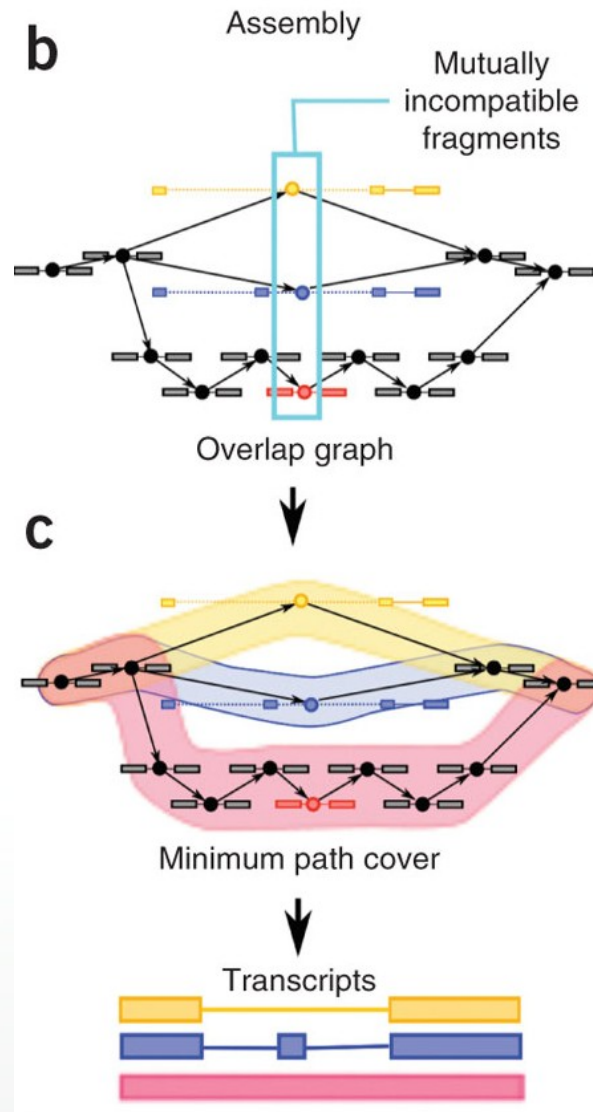 Assembly
b
Mutually
incompatible
fragments
Overlap graph
c
Minimum path cover
Transcripts